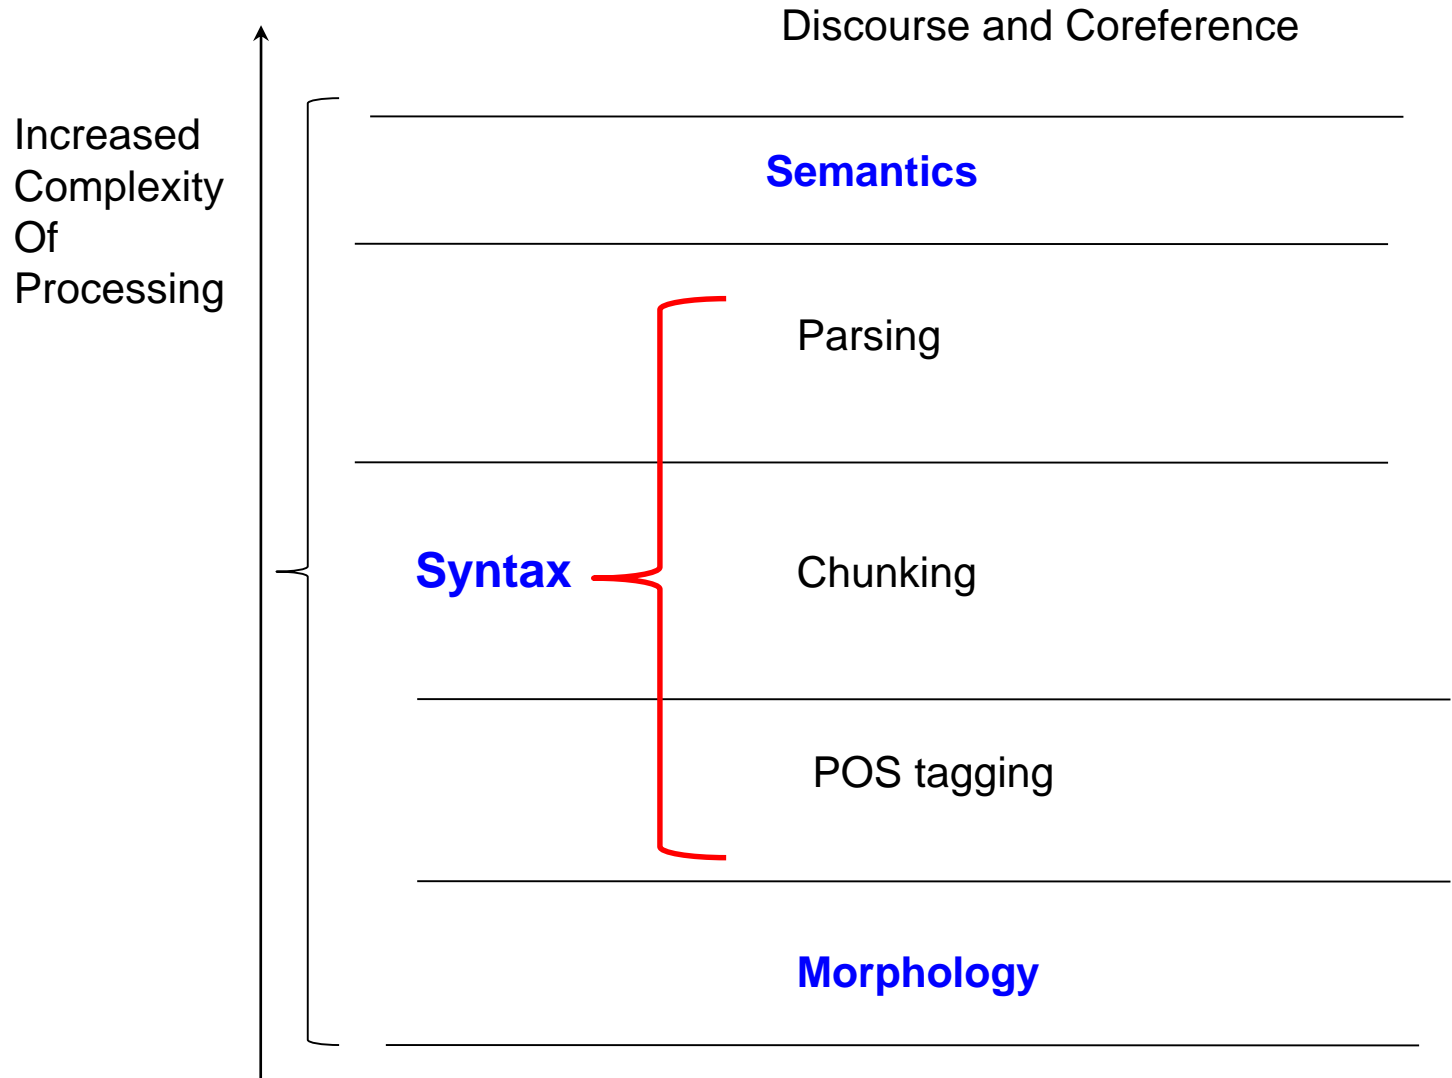 Discourse and Coreference
Increased
Complexity
Of
Processing
Semantics
Parsing
Syntax
Chunking
POS tagging
Morphology